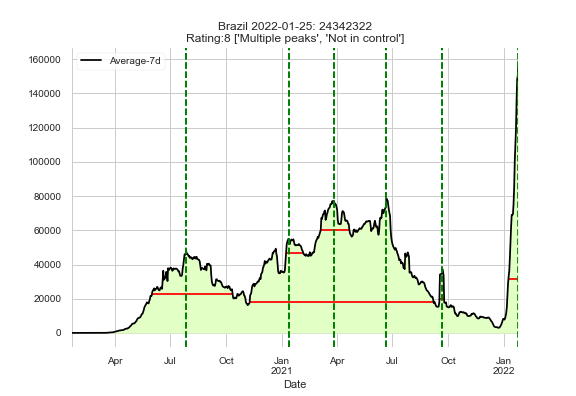 Brazil 2022-01-25: 24342322
Rating:8 ['Multiple peaks', 'Not in control']
Average-7d
160000
140000
120000
100000
80000
60000
40000
20000
0
Apr Jul Oct Jan Apr Jul Oct Jan
2021 2022
Date